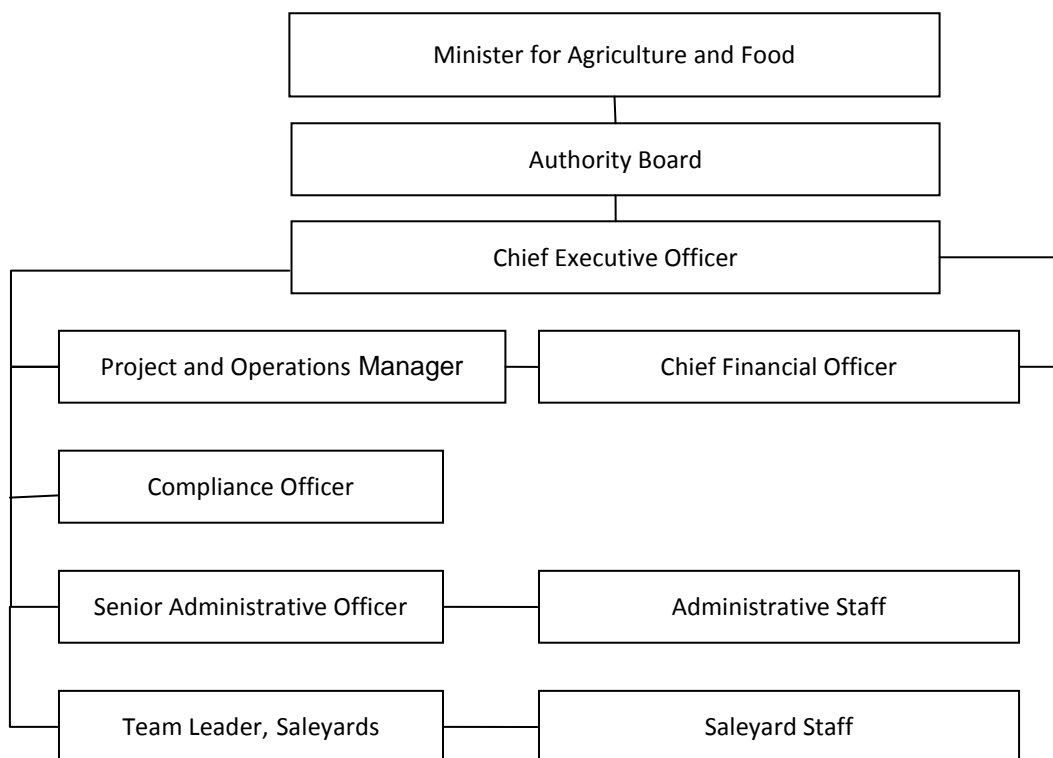 Minister for Agriculture and Food
Authority Board
Chief Executive Officer
Project and Operations Manager
Chief Financial Officer
Compliance Officer
Senior Administrative Officer
Administrative Staff
Team Leader, Saleyards
Saleyard Staff